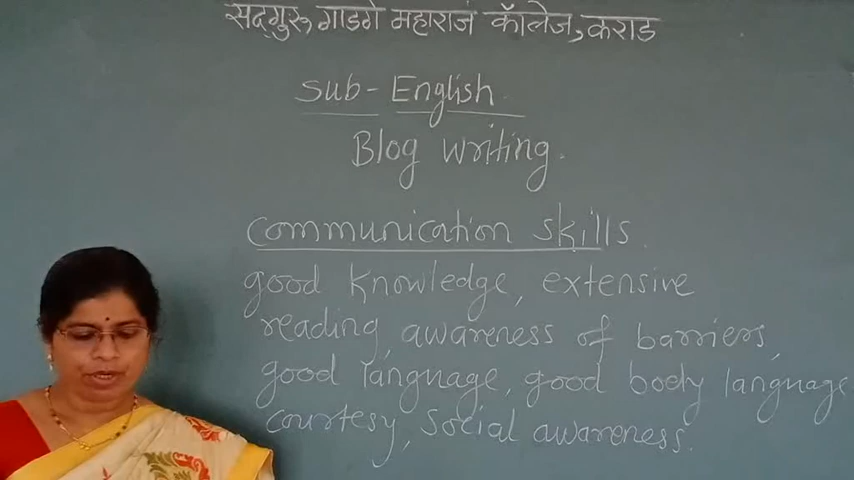 सद्गुरु गाडगे महाराज कॉलेज, कराड
Sub- English
Blog writing.
Communication skills.
good knowledge, extensive
reading, awareness of barriers,
good language, good body language
courtesy, social awareness.